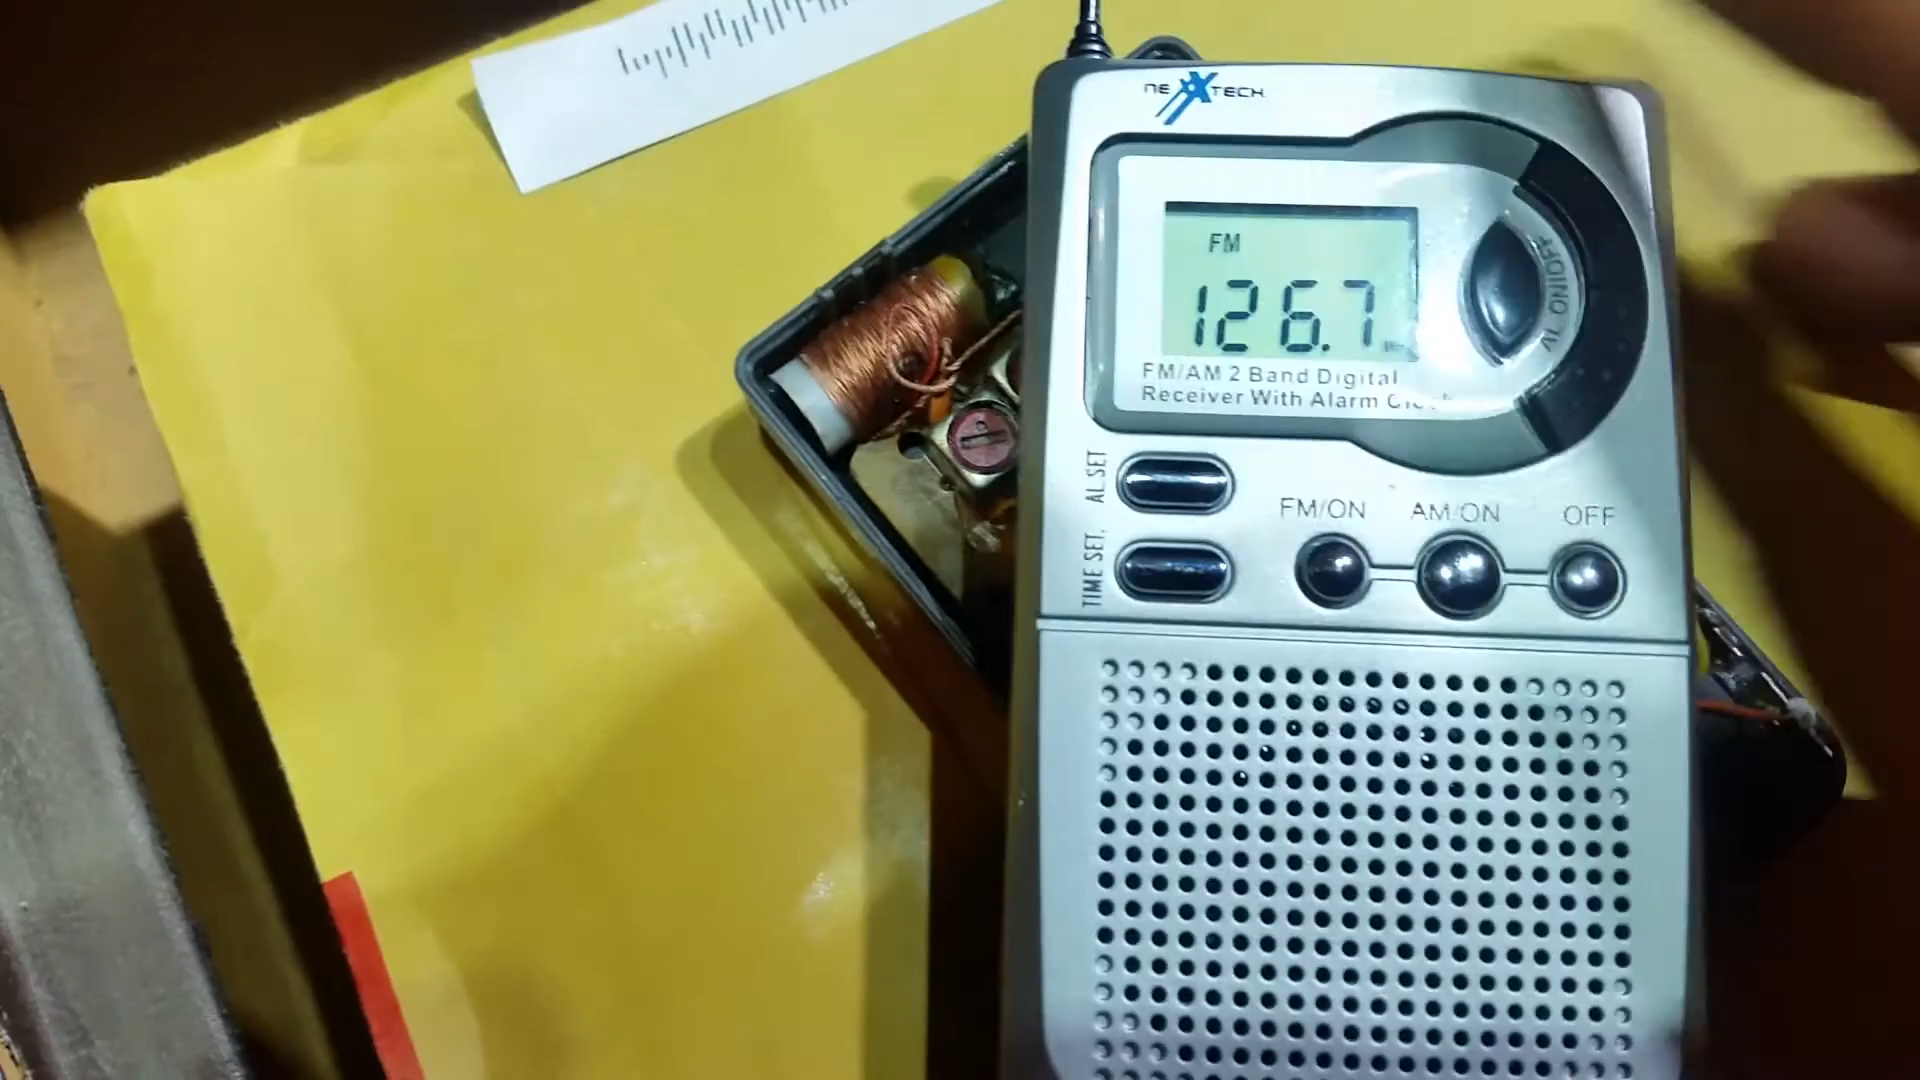 NEXXTECH
FM
126.7
FM/AM 2 Band Digital
Receiver With Alarm Clock
AL ON/OFF
AL.SET
TIME SET.
FM/ON AM/ON OFF